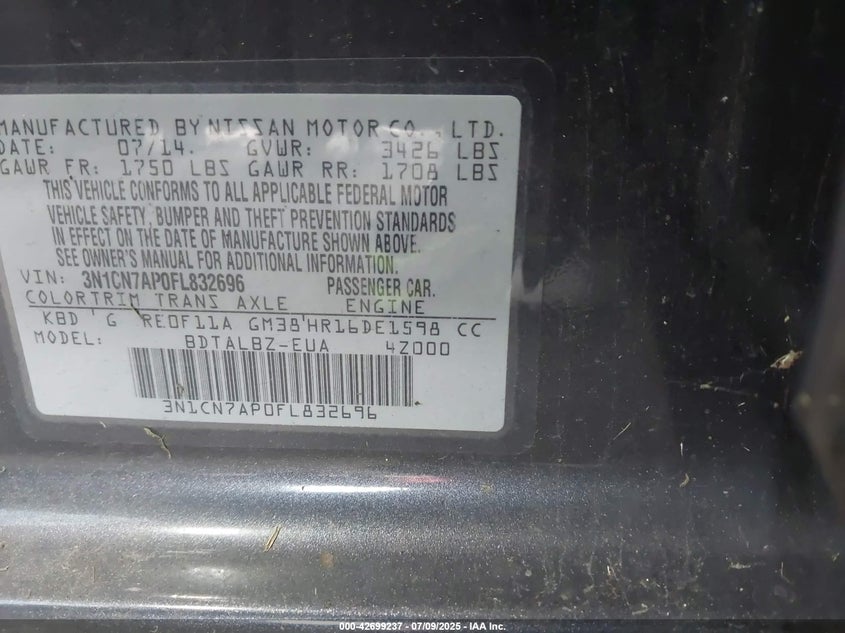 MANUFACTURED BY NISSAN MOTOR CO., LTD.
DATE: 07/14. GVWR: 3426 LBS
GAWR FR: 1750 LBS GAWR RR: 1708 LBS
THIS VEHICLE CONFORMS TO ALL APPLICABLE FEDERAL MOTOR
VEHICLE SAFETY, BUMPER AND THEFT PREVENTION STANDARDS
IN EFFECT ON THE DATE OF MANUFACTURE SHOWN ABOVE.
SEE OWNER'S MANUAL FOR ADDITIONAL INFORMATION.
VIN: 3N1CN7AP0FL832696 PASSENGER CAR.
COLORTRIM TRANS AXLE ENGINE
KBD 'G RE0F11A GM38'HR16DE1598 CC
MODEL: BDTALBZ-EUA 4Z000
3N1CN7AP0FL832696
000-42699237 - 07/09/2025 - IAA Inc.